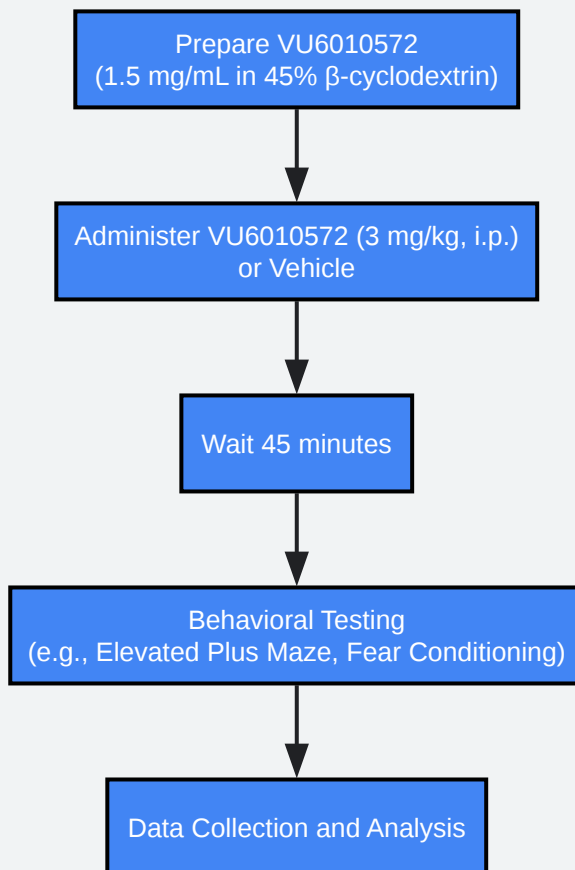 Prepare VU6010572
(1.5 mg/mL in 45% β-cyclodextrin)
Administer VU6010572 (3 mg/kg, i.p.)
or Vehicle
Wait 45 minutes
Behavioral Testing
(e.g., Elevated Plus Maze, Fear Conditioning)
Data Collection and Analysis